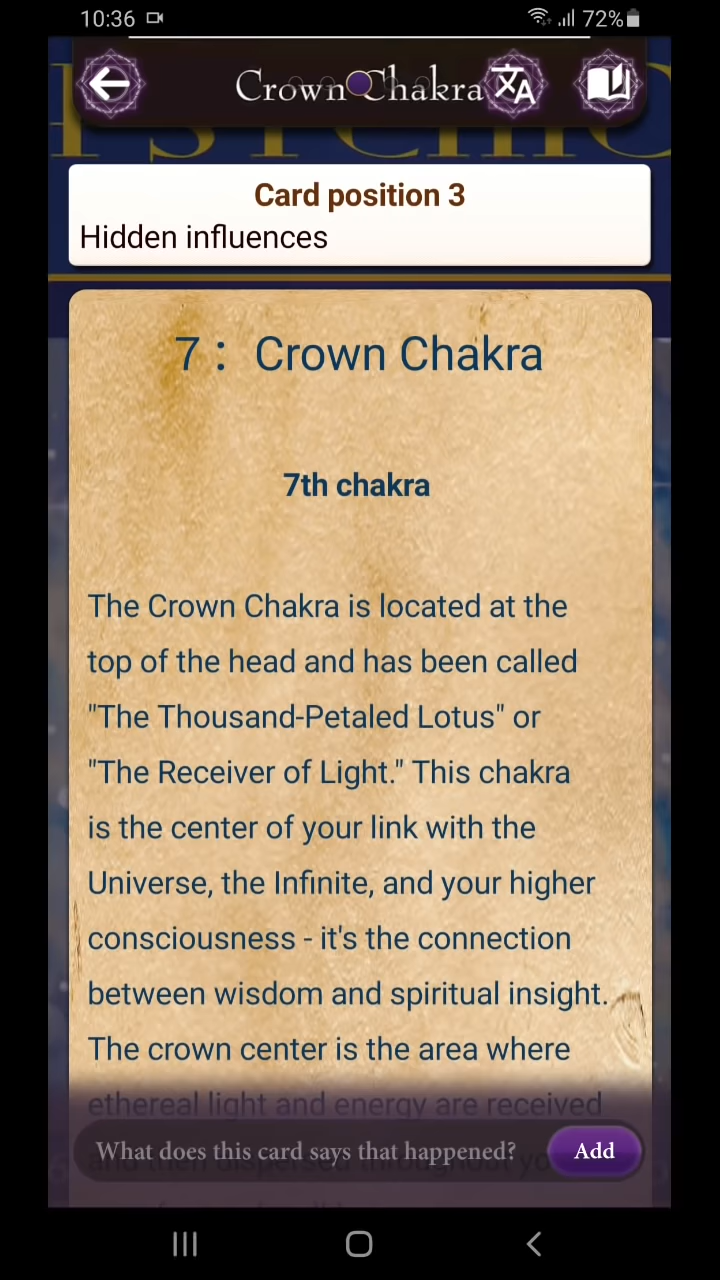 10:36 72%
Crown Chakra
Card position 3
Hidden influences
7 : Crown Chakra
7th chakra
The Crown Chakra is located at the
top of the head and has been called
"The Thousand-Petaled Lotus" or
"The Receiver of Light." This chakra
is the center of your link with the
Universe, the Infinite, and your higher
consciousness - it's the connection
between wisdom and spiritual insight.
The crown center is the area where
ethereal light and energy are received
What does this card says that happened? Add
and then dispersed throughout